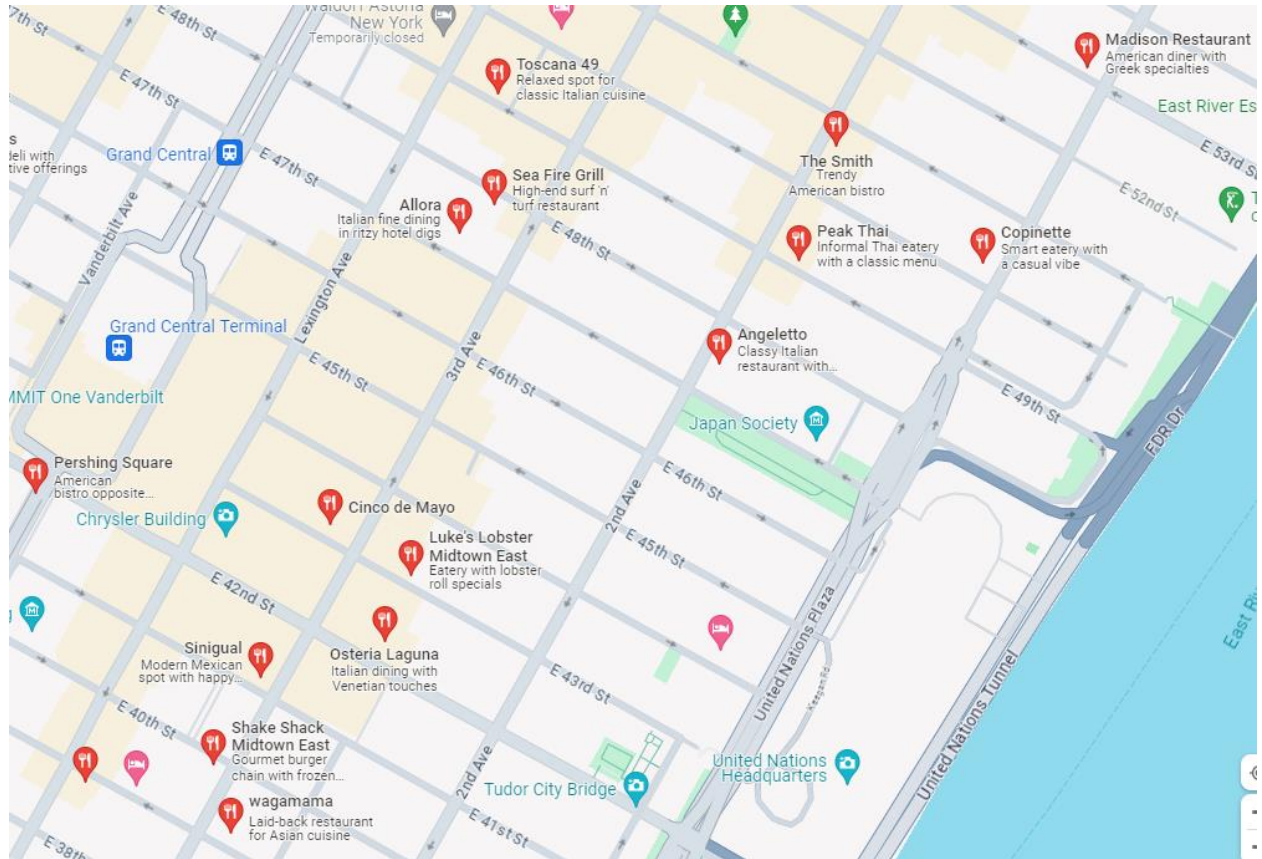 7th St
E 48th St
Waldorf Astoria
New York
Temporarily closed
Toscana 49
Relaxed spot for
classic Italian cuisine
Madison Restaurant
American diner with
Greek specialties
East River Es
E 47th St
s
deli with
tive offerings
Grand Central
E 47th St
The Smith
Trendy
American bistro
E 53rd S
E 52nd St
T
Sea Fire Grill
High-end surf 'n'
turf restaurant
Allora
Italian fine dining
in ritzy hotel digs
E 48th St
Peak Thai
Informal Thai eatery
with a classic menu
Copinette
Smart eatery with
a casual vibe
Vanderbilt Ave
Lexington Ave
Grand Central Terminal
3rd Ave
Angeletto
Classy Italian
restaurant with...
E 45th St
E 46th St
E 49th St
MMIT One Vanderbilt
Japan Society
FDR Dr
Pershing Square
American
bistro opposite...
Chrysler Building
Cinco de Mayo
E 46th St
2nd Ave
Luke's Lobster
Midtown East
Eatery with lobster
roll specials
E 45th St
E 42nd St
East Ri
Sinigual
Modern Mexican
spot with happy...
Osteria Laguna
Italian dining with
Venetian touches
E 43rd St
United Nations Plaza
Keegan Rd
United Nations Tunnel
E 40th St
Shake Shack
Midtown East
Gourmet burger
chain with frozen...
2nd Ave
United Nations
Headquarters
Tudor City Bridge
wagamama
Laid-back restaurant
for Asian cuisine
E 41st St
E 38th